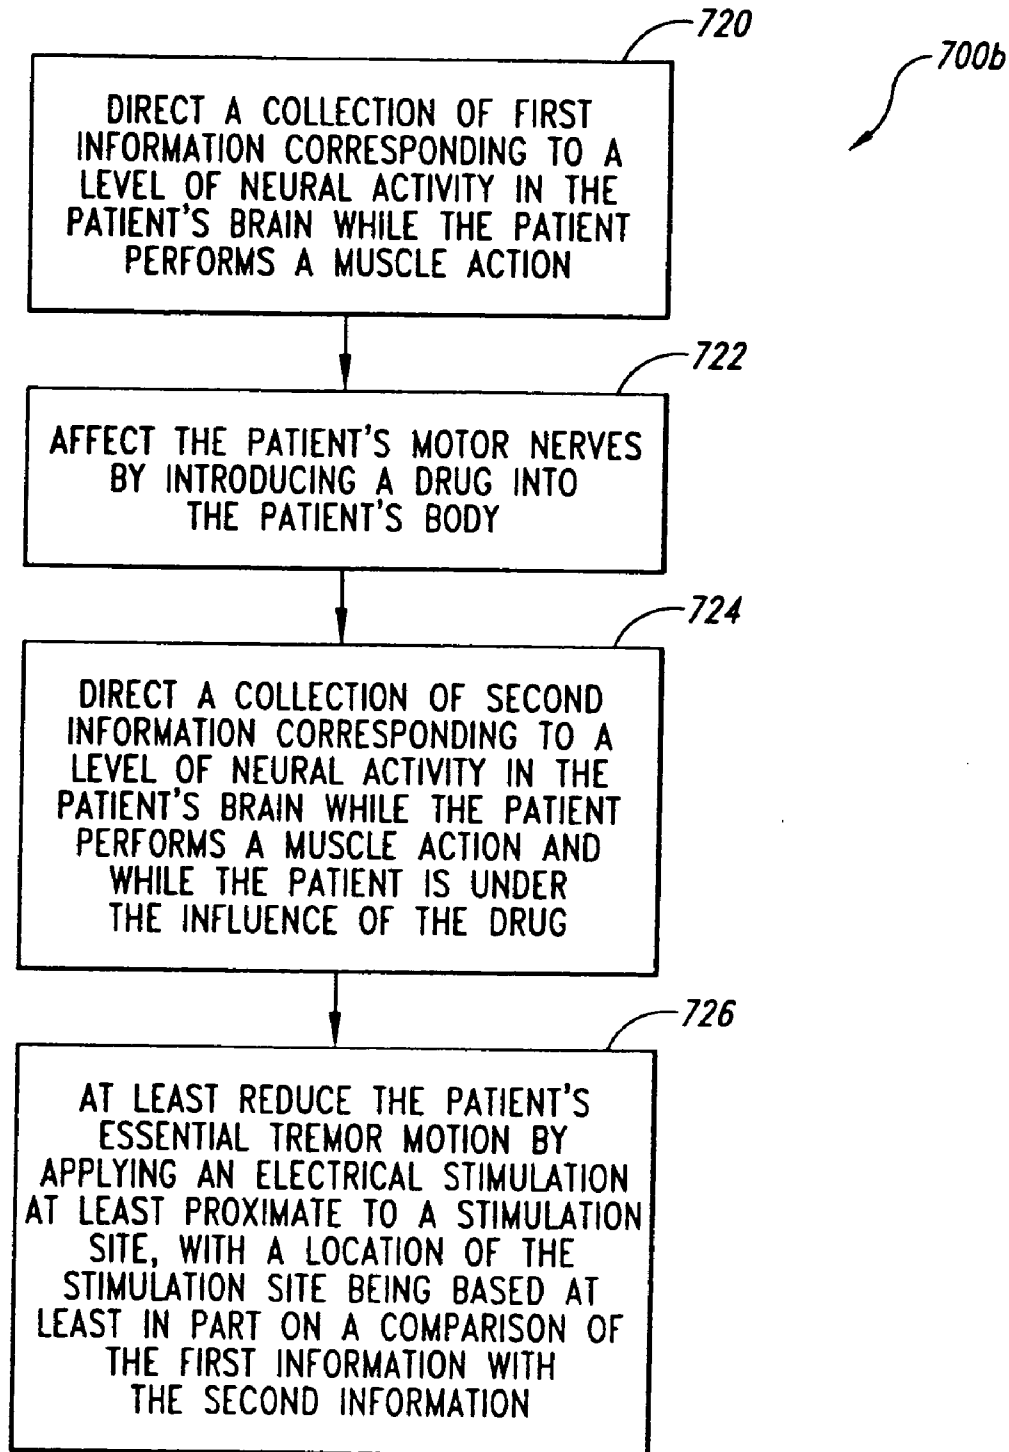 720
700b
DIRECT A COLLECTION OF FIRST
INFORMATION CORRESPONDING TO A
LEVEL OF NEURAL ACTIVITY IN THE
PATIENT'S BRAIN WHILE THE PATIENT
PERFORMS A MUSCLE ACTION
722
AFFECT THE PATIENT'S MOTOR NERVES
BY INTRODUCING A DRUG INTO
THE PATIENT'S BODY
724
DIRECT A COLLECTION OF SECOND
INFORMATION CORRESPONDING TO A
LEVEL OF NEURAL ACTIVITY IN THE
PATIENT'S BRAIN WHILE THE PATIENT
PERFORMS A MUSCLE ACTION AND
WHILE THE PATIENT IS UNDER
THE INFLUENCE OF THE DRUG
726
AT LEAST REDUCE THE PATIENT'S
ESSENTIAL TREMOR MOTION BY
APPLYING AN ELECTRICAL STIMULATION
AT LEAST PROXIMATE TO A STIMULATION
SITE, WITH A LOCATION OF THE
STIMULATION SITE BEING BASED AT
LEAST IN PART ON A COMPARISON OF
THE FIRST INFORMATION WITH
THE SECOND INFORMATION